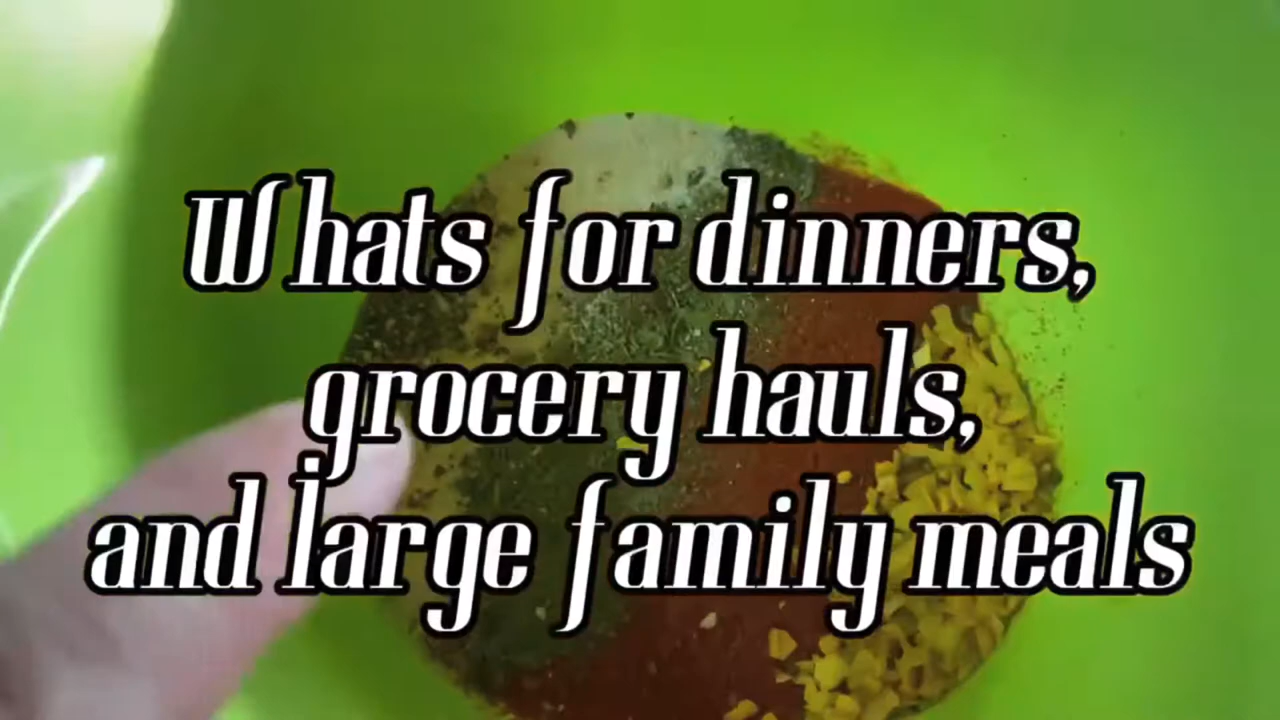 Whats for dinners,
grocery hauls,
and large family meals